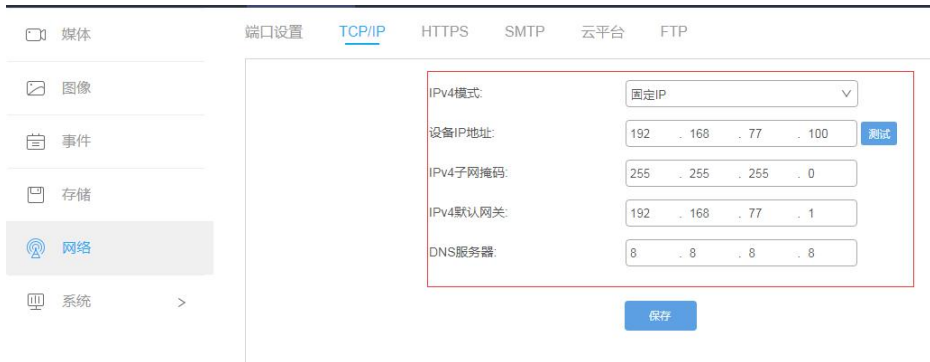 媒体
图像
事件
存储
网络
系统 >
端口设置 TCP/IP HTTPS SMTP 云平台 FTP
IPv4模式: 固定IP
设备IP地址: 192 . 168 . 77 . 100 测试
IPv4子网掩码: 255 . 255 . 255 . 0
IPv4默认网关: 192 . 168 . 77 . 1
DNS服务器: 8 . 8 . 8 . 8
保存